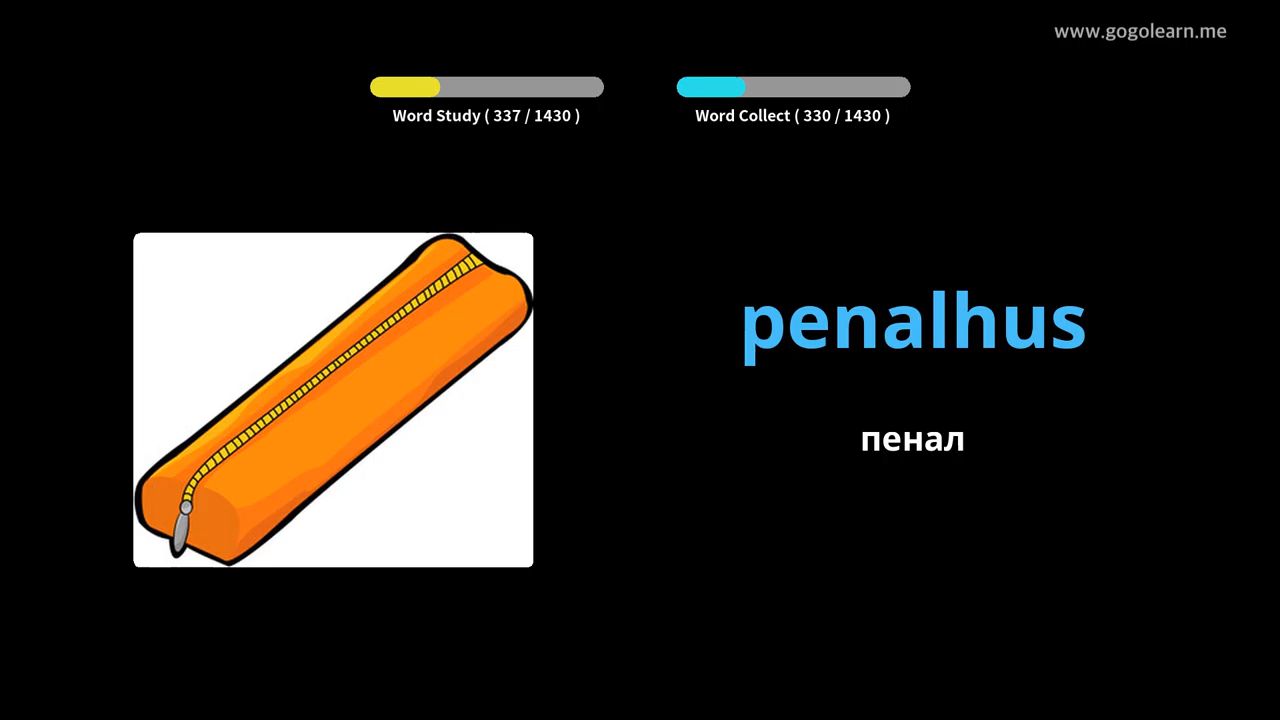 www.gogolearn.me
Word Study ( 337 / 1430 )
Word Collect ( 330 / 1430 )
penalhus
пенал